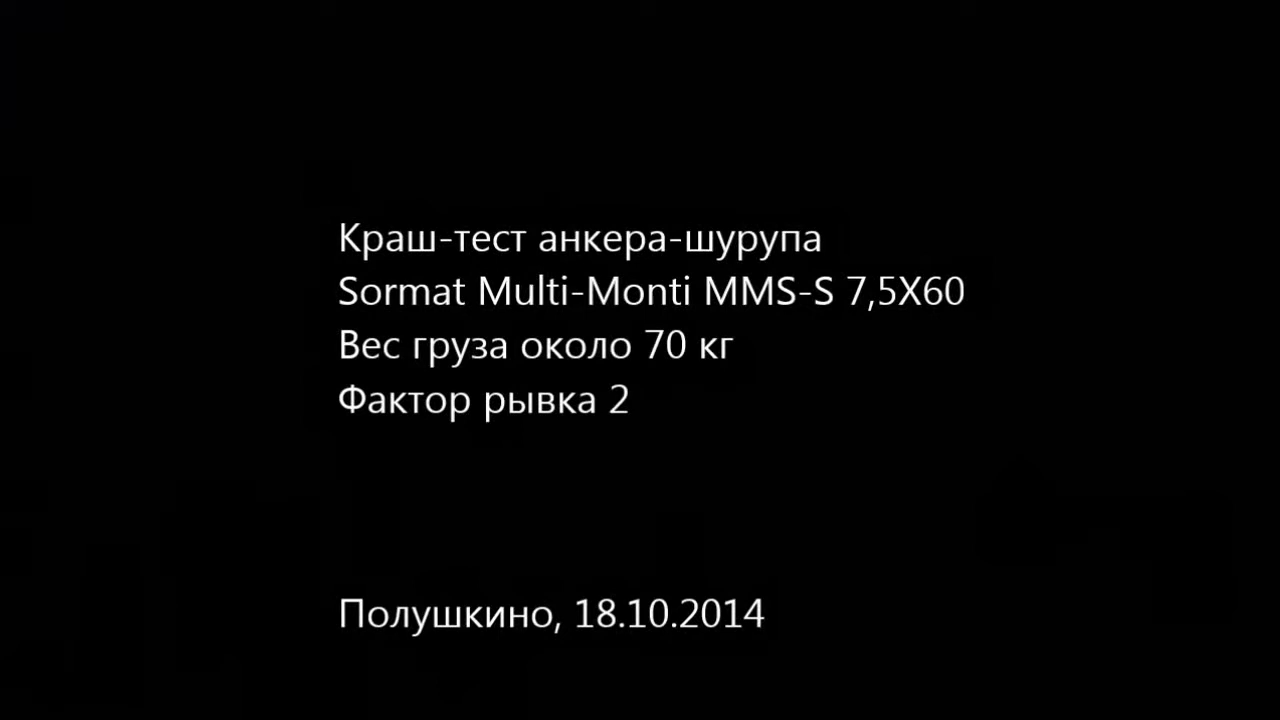 Краш-тест анкера-шурупа
Sormat Multi-Monti MMS-S 7,5X60
Вес груза около 70 кг
Фактор рывка 2
Полушкино, 18.10.2014